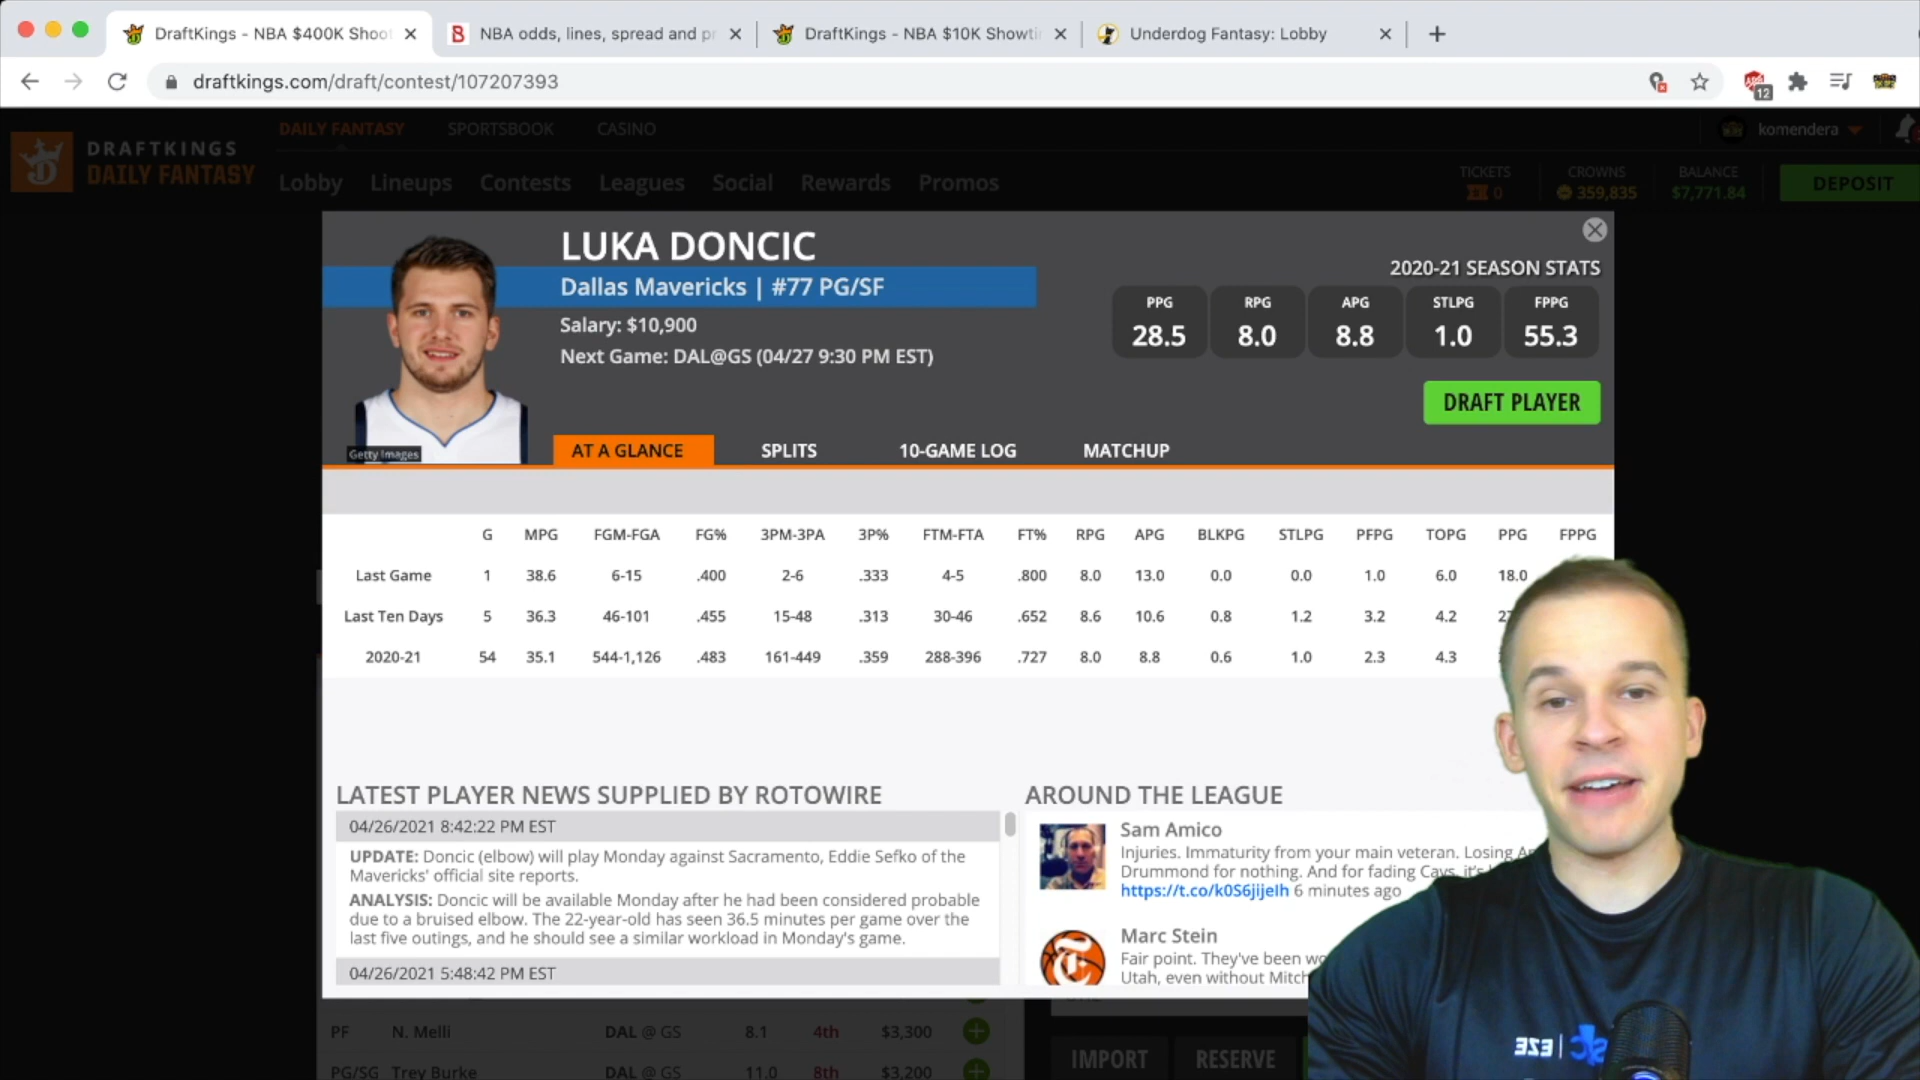 DraftKings - NBA $400K Shoot
NBA odds, lines, spread and pr
DraftKings - NBA $10K Showti
Underdog Fantasy: Lobby
draftkings.com/draft/contest/107207393
12
DRAFTKINGS
DAILY FANTASY
DAILY FANTASY
SPORTSBOOK
CASINO
komendera
Lobby
Lineups
Contests
Leagues
Social
Rewards
Promos
TICKETS
0
CROWNS
359,835
BALANCE
$7,771.84
DEPOSIT
LUKA DONCIC
Dallas Mavericks | #77 PG/SF
Salary: $10,900
Next Game: DAL@GS (04/27 9:30 PM EST)
Getty Images
2020-21 SEASON STATS
PPG RPG APG STLPG FPPG
28.5 8.0 8.8 1.0 55.3
DRAFT PLAYER
AT A GLANCE
SPLITS
10-GAME LOG
MATCHUP
G MPG FGM-FGA FG% 3PM-3PA 3P% FTM-FTA FT% RPG APG BLKPG STLPG PFPG TOPG PPG FPPG
Last Game 1 38.6 6-15 .400 2-6 .333 4-5 .800 8.0 13.0 0.0 0.0 1.0 6.0 18.0
Last Ten Days 5 36.3 46-101 .455 15-48 .313 30-46 .652 8.6 10.6 0.8 1.2 3.2 4.2
2020-21 54 35.1 544-1,126 .483 161-449 .359 288-396 .727 8.0 8.8 0.6 1.0 2.3 4.3
LATEST PLAYER NEWS SUPPLIED BY ROTOWIRE
04/26/2021 8:42:22 PM EST
UPDATE: Doncic (elbow) will play Monday against Sacramento, Eddie Sefko of the
Mavericks' official site reports.
ANALYSIS: Doncic will be available Monday after he had been considered probable
due to a bruised elbow. The 22-year-old has seen 36.5 minutes per game over the
last five outings, and he should see a similar workload in Monday's game.
04/26/2021 5:48:42 PM EST
AROUND THE LEAGUE
Sam Amico
Injuries. Immaturity from your main veteran. Losing
Drummond for nothing. And for fading Cavs, it's
https://t.co/k0S6jijeIh 6 minutes ago
Marc Stein
Fair point. They've been
Utah, even without Mitch
PF N. Melli DAL @ GS 8.1 4th $3,300
PG/SG Trey Burke DAL @ GS 11.0 8th $3,200
IMPORT
RESERVE
EZE